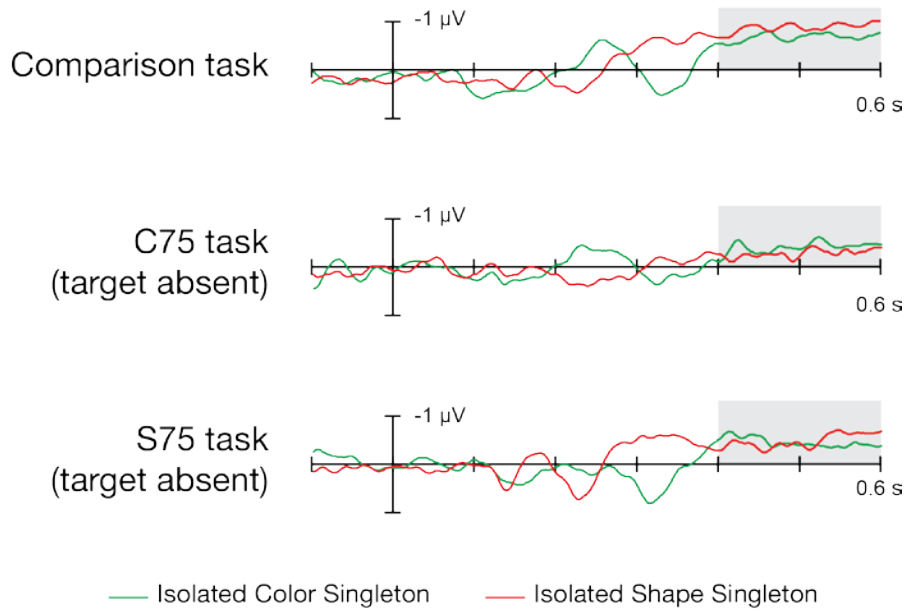 -1 µV
Comparison task
0.6 s
-1 µV
C75 task
(target absent)
0.6 s
-1 µV
S75 task
(target absent)
0.6 s
Isolated Color Singleton
Isolated Shape Singleton